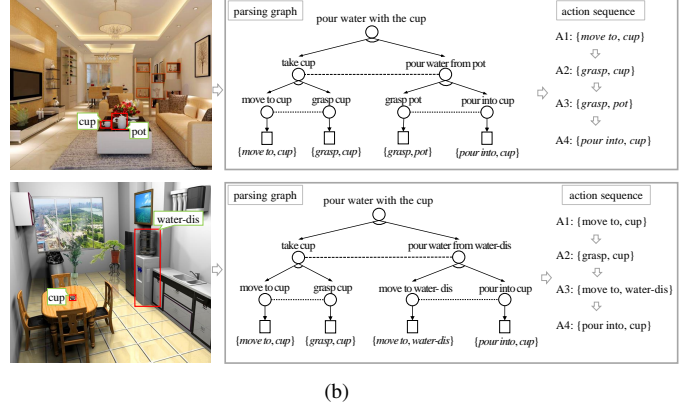 parsing graph
pour water with the cup
take cup
pour water from pot
move to cup
grasp cup
grasp pot
pour into cup
{move to, cup}
{grasp, cup}
{grasp, pot}
{pour into, cup}
action sequence
A1: {move to, cup}
A2: {grasp, cup}
A3: {grasp, pot}
A4: {pour into, cup}
cup
pot
parsing graph
pour water with the cup
take cup
pour water from water-dis
move to cup
grasp cup
move to water- dis
pour into cup
{move to, cup}
{grasp, cup}
{move to, water-dis}
{pour into, cup}
action sequence
A1: {move to, cup}
A2: {grasp, cup}
A3: {move to, water-dis}
A4: {pour into, cup}
water-dis
cup
(b)